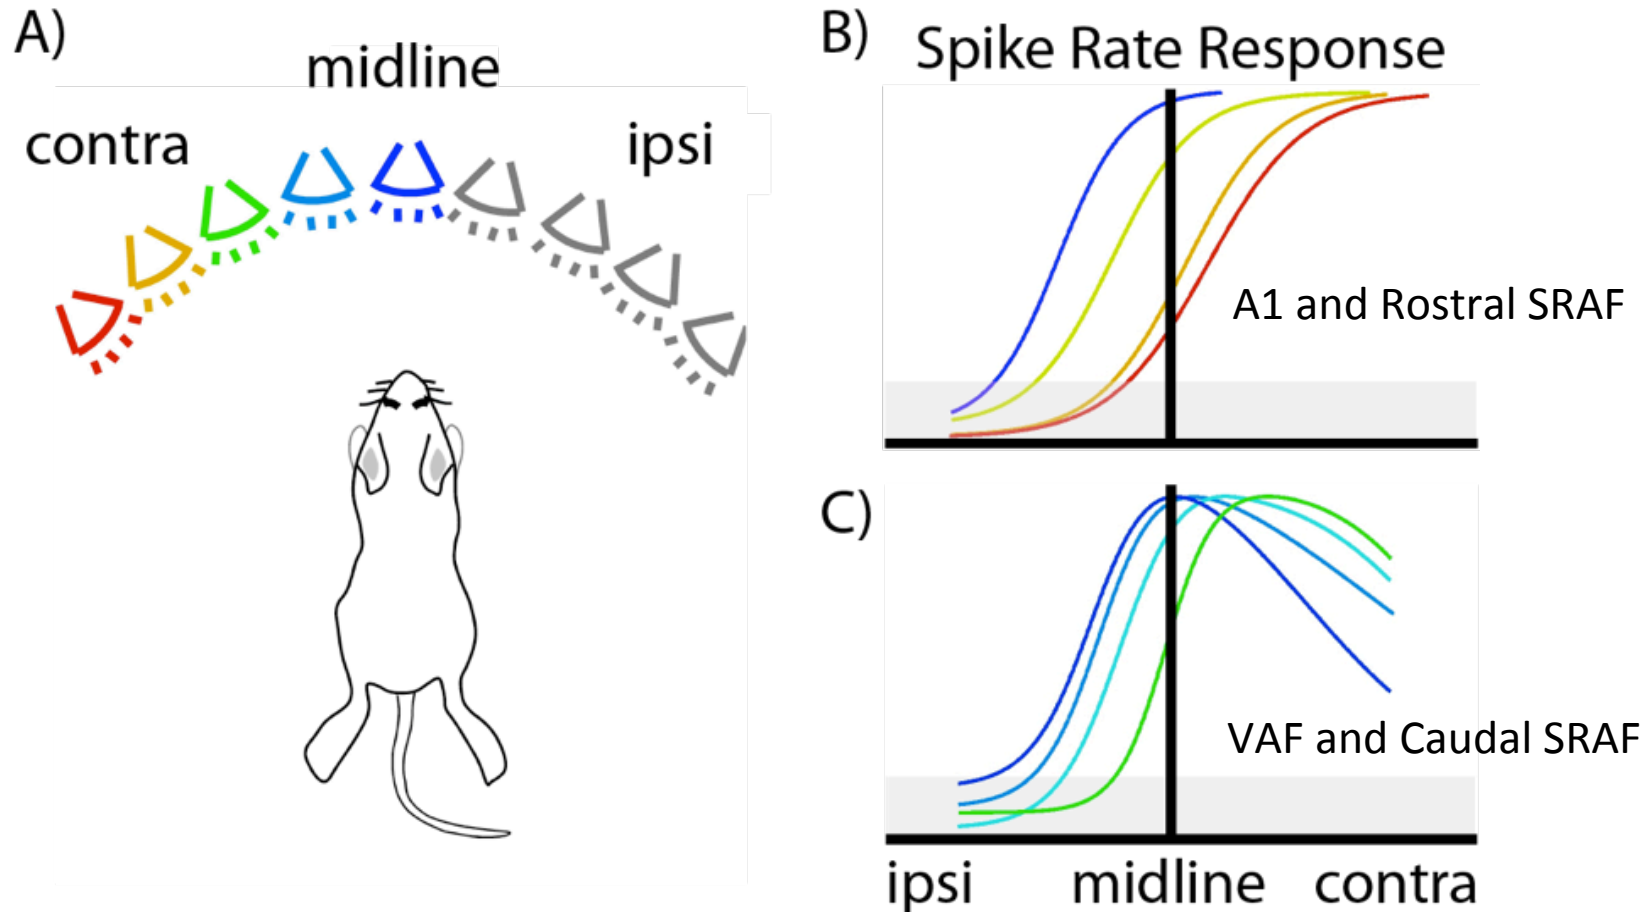 A)
midline
contra
ipsi
B)
Spike Rate Response
A1 and Rostral SRAF
C)
VAF and Caudal SRAF
ipsi midline contra